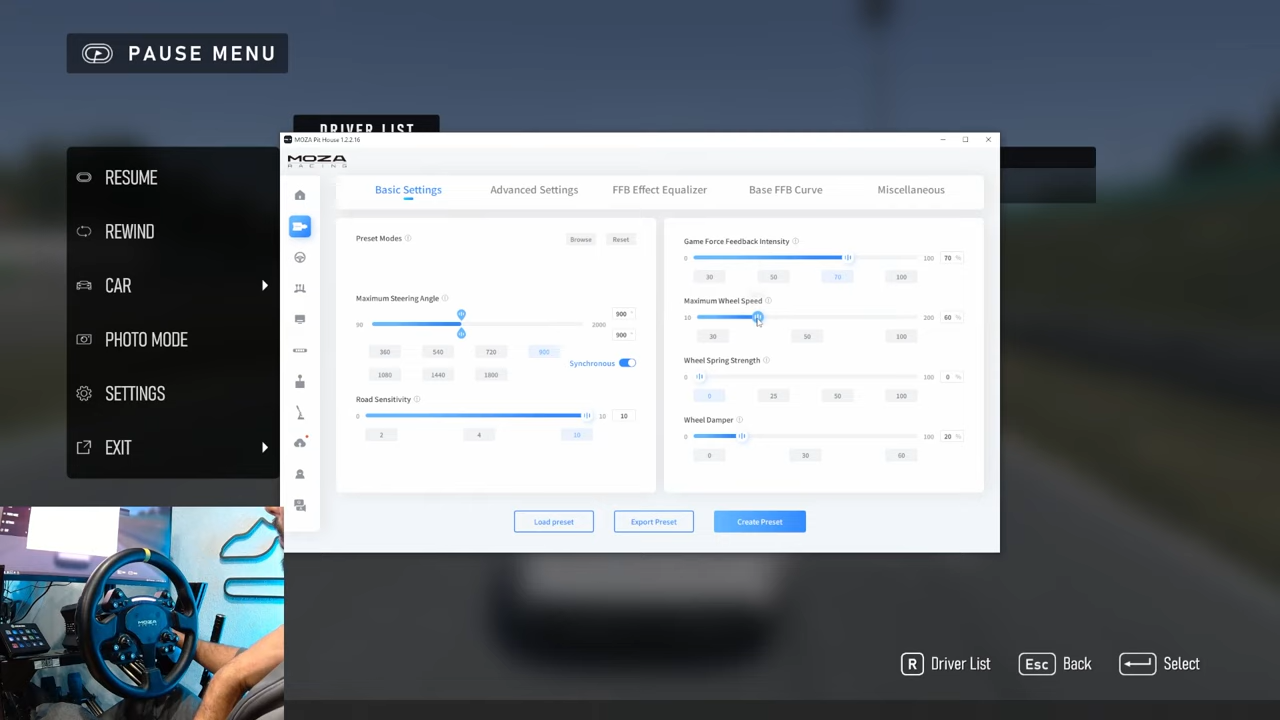 PAUSE MENU
DRIVER LIST
RESUME
REWIND
CAR
PHOTO MODE
SETTINGS
EXIT
MOZA Pit House 1.2.2.16
MOZA
RACING
Basic Settings
Advanced Settings
FFB Effect Equalizer
Base FFB Curve
Miscellaneous
Preset Modes
Browse
Reset
Maximum Steering Angle
90
2000
900 °
900 °
360 540 720 900
Synchronous
1080 1440 1800
Road Sensitivity
0 10 10
2 4 10
Game Force Feedback Intensity
0 100 70 %
30 50 70 100
Maximum Wheel Speed
10 200 60 %
30 50 100
Wheel Spring Strength
0 100 0 %
0 25 50 100
Wheel Damper
0 100 20 %
0 30 60
Load preset
Export Preset
Create Preset
MOZA
R Driver List
Esc Back
Select